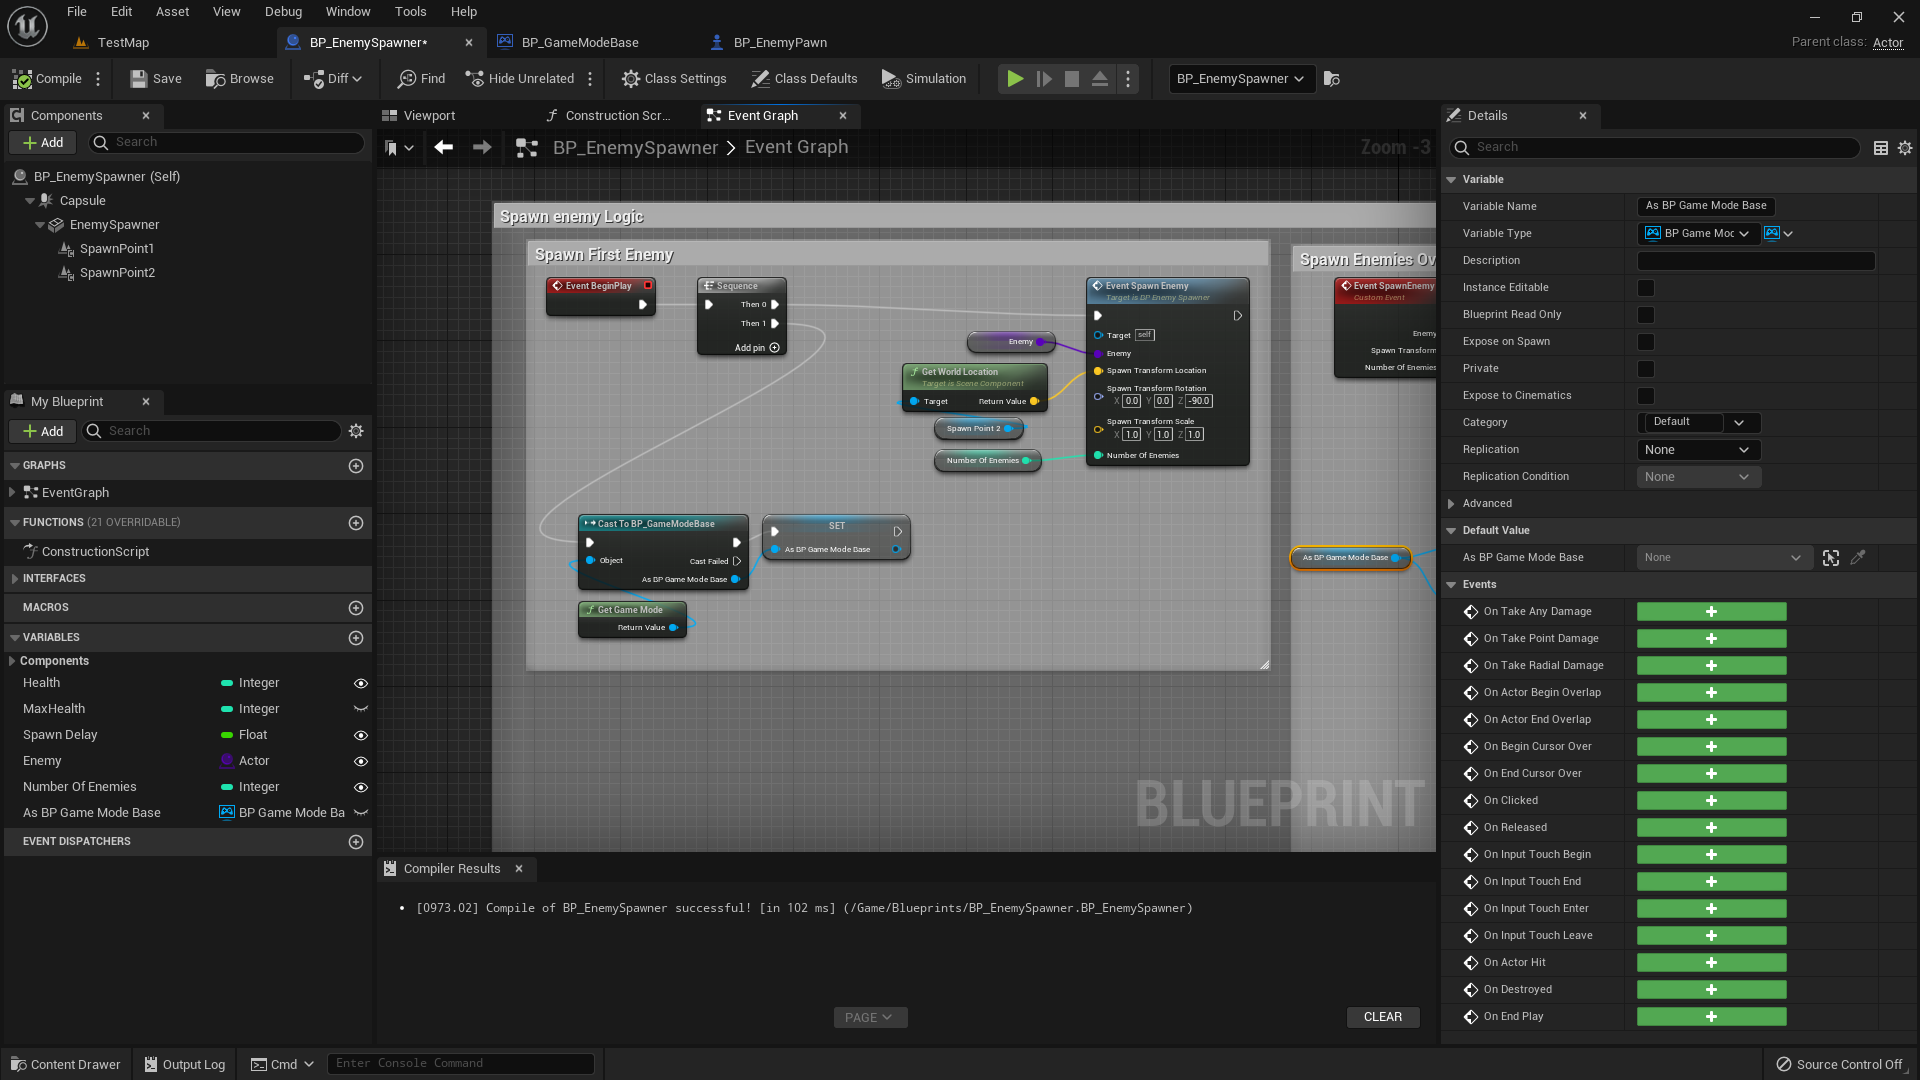 File Edit Asset View Debug Window Tools Help
TestMap
BP_EnemySpawner*
BP_GameModeBase
BP_EnemyPawn
Parent class: Actor
Compile
Save
Browse
Diff
Find
Hide Unrelated
Class Settings
Class Defaults
Simulation
BP_EnemySpawner
Components
Add
Search
BP_EnemySpawner (Self)
Capsule
EnemySpawner
SpawnPoint1
SpawnPoint2
My Blueprint
Add
Search
GRAPHS
EventGraph
FUNCTIONS (21 OVERRIDABLE)
ConstructionScript
INTERFACES
MACROS
VARIABLES
Components
Health Integer
MaxHealth Integer
Spawn Delay Float
Enemy Actor
Number Of Enemies Integer
As BP Game Mode Base BP Game Mode Ba
EVENT DISPATCHERS
Viewport
Construction Scr...
Event Graph
BP_EnemySpawner > Event Graph
Zoom -3
Spawn enemy Logic
Spawn First Enemy
Event BeginPlay
Sequence
Then 0
Then 1
Add pin
Enemy
Get World Location
Target is Scene Component
Target Return Value
Spawn Point 2
Number Of Enemies
Event Spawn Enemy
Target is BP Enemy Spawner
Target self
Enemy
Spawn Transform Location
Spawn Transform Rotation
X 0.0 Y 0.0 Z -90.0
Spawn Transform Scale
X 1.0 Y 1.0 Z 1.0
Number Of Enemies
Cast To BP_GameModeBase
Object
Cast Failed
As BP Game Mode Base
SET
As BP Game Mode Base
Get Game Mode
Return Value
Spawn Enemies Ov
Event SpawnEnemy
Custom Event
Enemy
Spawn Transform
Number Of Enemies
As BP Game Mode Base
BLUEPRINT
Compiler Results
[0973.02] Compile of BP_EnemySpawner successful! [in 102 ms] (/Game/Blueprints/BP_EnemySpawner.BP_EnemySpawner)
PAGE
CLEAR
Details
Search
Variable
Variable Name As BP Game Mode Base
Variable Type BP Game Moc
Description
Instance Editable
Blueprint Read Only
Expose on Spawn
Private
Expose to Cinematics
Category Default
Replication None
Replication Condition None
Advanced
Default Value
As BP Game Mode Base None
Events
On Take Any Damage
On Take Point Damage
On Take Radial Damage
On Actor Begin Overlap
On Actor End Overlap
On Begin Cursor Over
On End Cursor Over
On Clicked
On Released
On Input Touch Begin
On Input Touch End
On Input Touch Enter
On Input Touch Leave
On Actor Hit
On Destroyed
On End Play
Content Drawer
Output Log
Cmd
Enter Console Command
Source Control Off